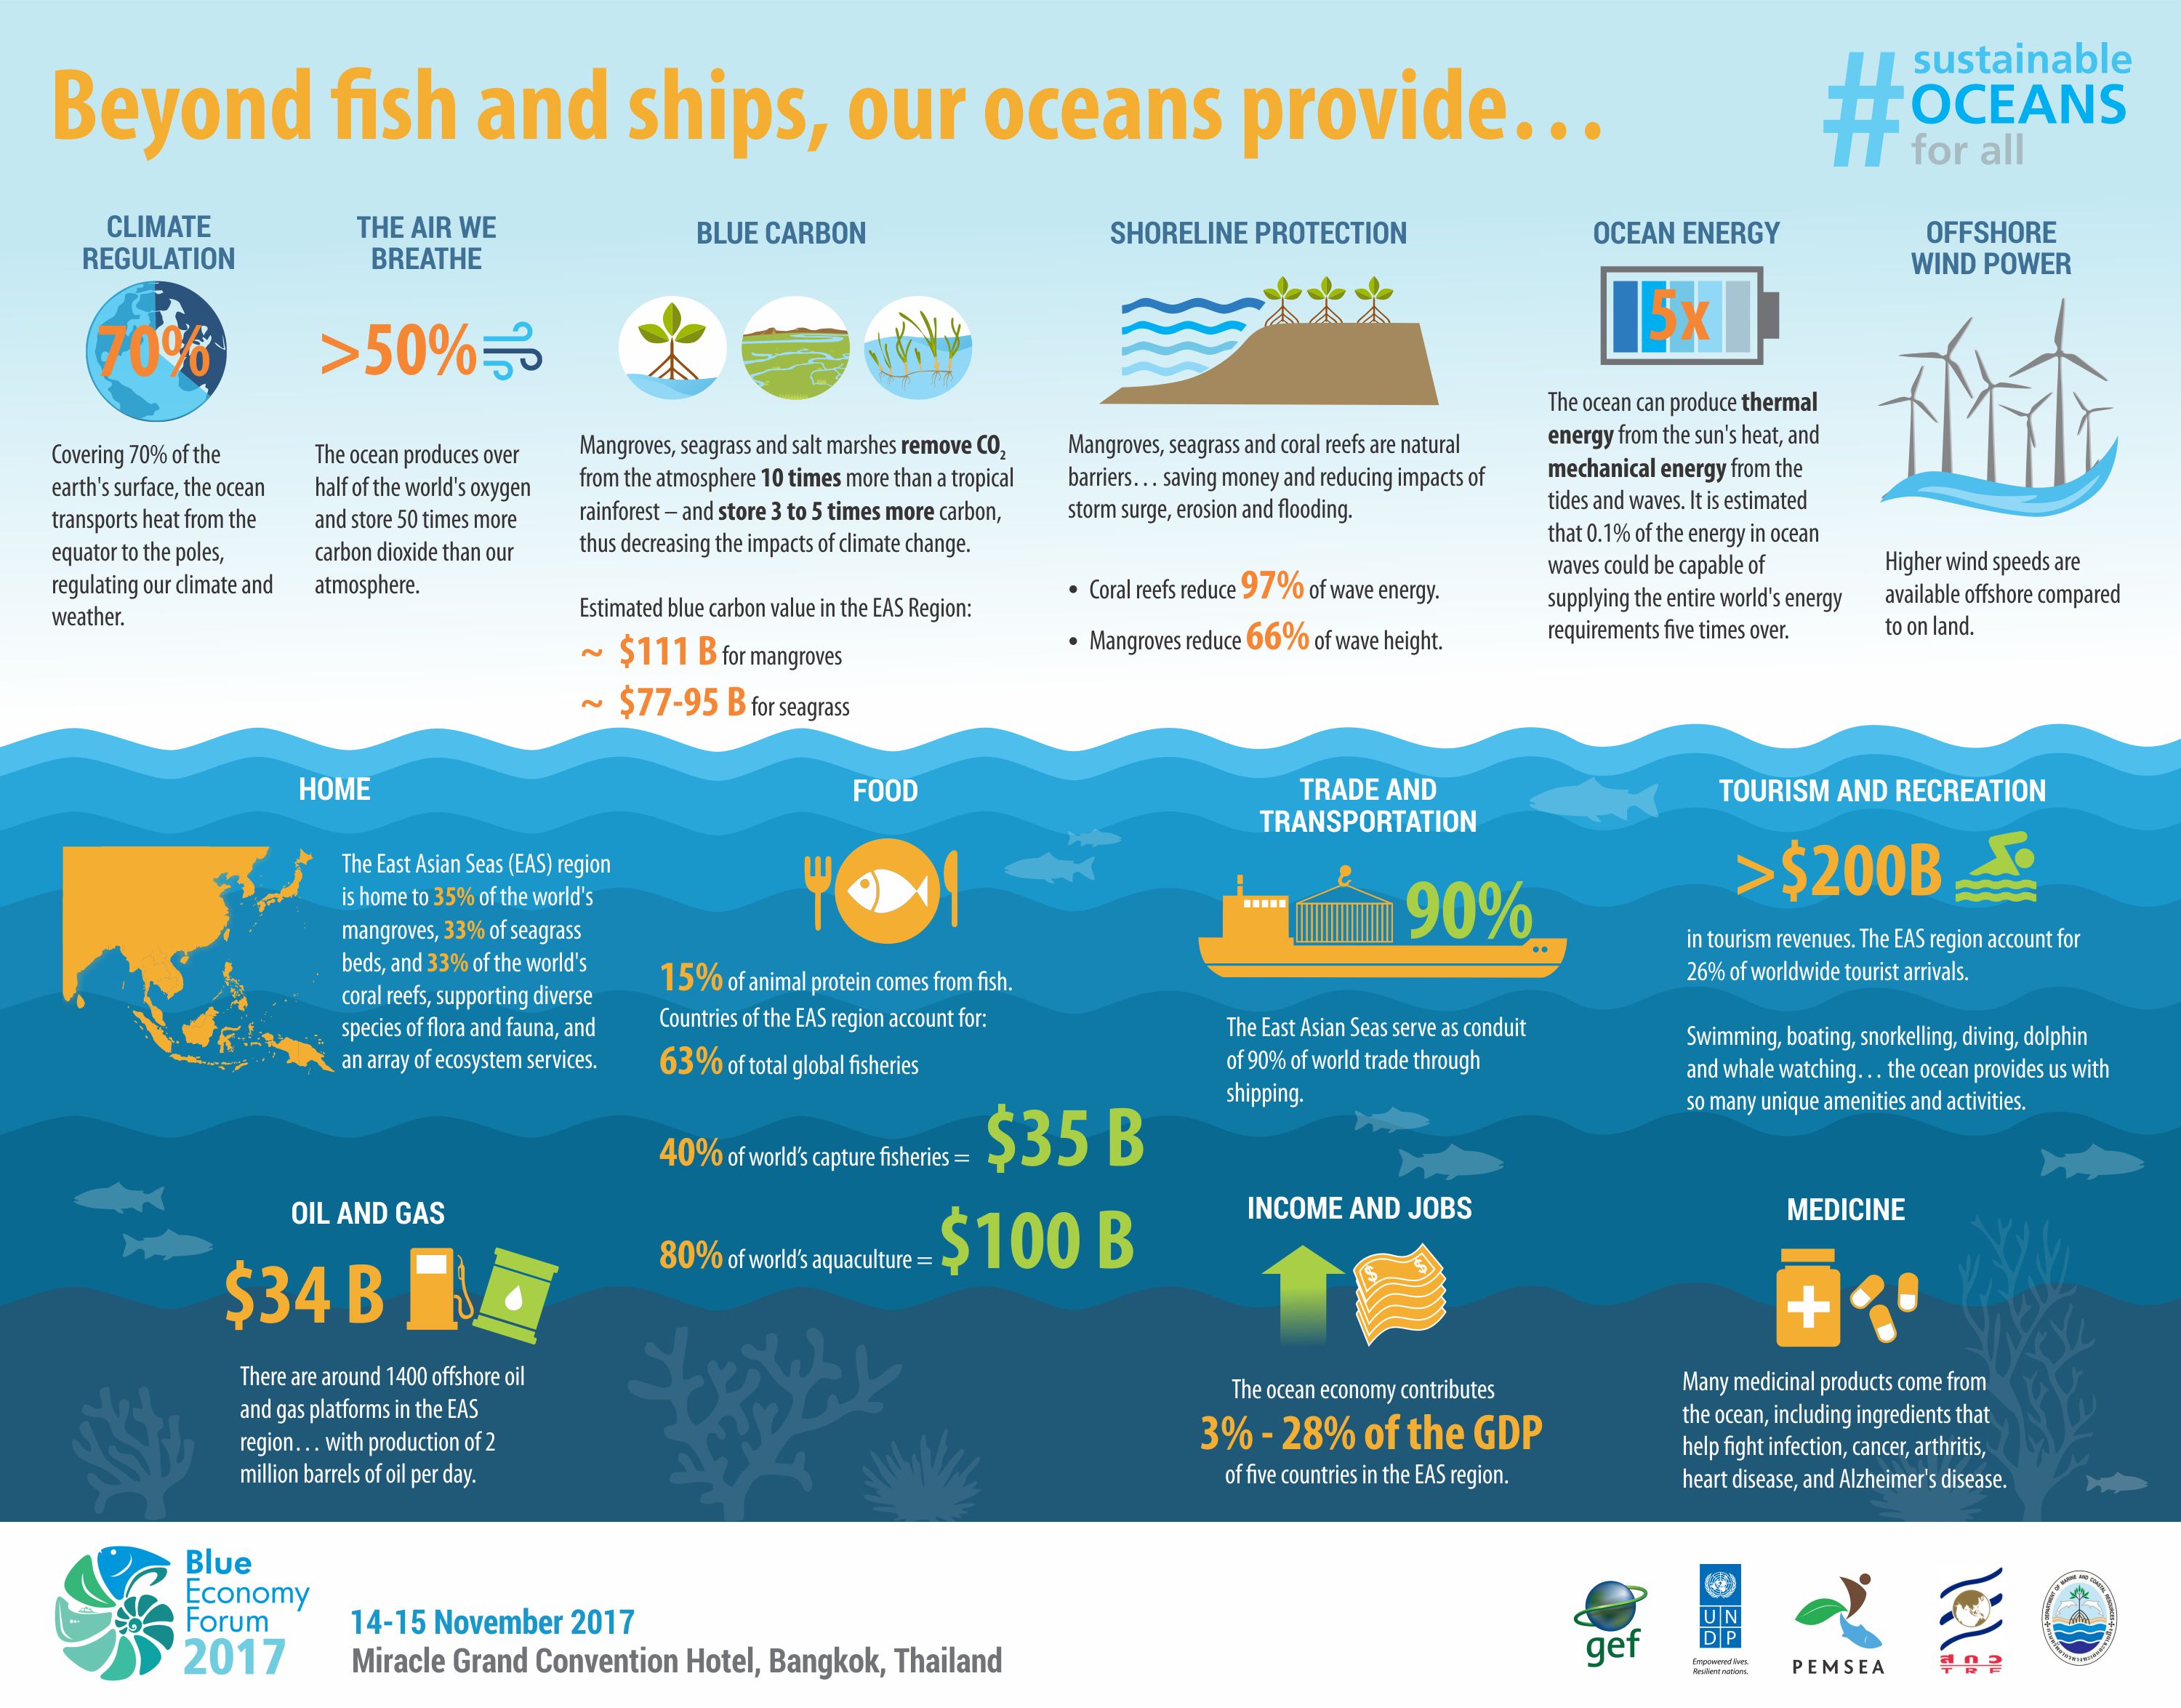 Beyond fish and ships, our oceans provide…
#
sustainable
OCEANS
for all
CLIMATE
REGULATION
70%
Covering 70% of the
earth's surface, the ocean
transports heat from the
equator to the poles,
regulating our climate and
weather.
THE AIR WE
BREATHE
>50%
The ocean produces over
half of the world's oxygen
and store 50 times more
carbon dioxide than our
atmosphere.
BLUE CARBON
Mangroves, seagrass and salt marshes remove CO₂
from the atmosphere 10 times more than a tropical
rainforest – and store 3 to 5 times more carbon,
thus decreasing the impacts of climate change.
Estimated blue carbon value in the EAS Region:
~ $111 B for mangroves
~ $77-95 B for seagrass
SHORELINE PROTECTION
Mangroves, seagrass and coral reefs are natural
barriers… saving money and reducing impacts of
storm surge, erosion and flooding.
• Coral reefs reduce 97% of wave energy.
• Mangroves reduce 66% of wave height.
OCEAN ENERGY
5x
The ocean can produce thermal
energy from the sun's heat, and
mechanical energy from the
tides and waves. It is estimated
that 0.1% of the energy in ocean
waves could be capable of
supplying the entire world's energy
requirements five times over.
OFFSHORE
WIND POWER
Higher wind speeds are
available offshore compared
to on land.
HOME
The East Asian Seas (EAS) region
is home to 35% of the world's
mangroves, 33% of seagrass
beds, and 33% of the world's
coral reefs, supporting diverse
species of flora and fauna, and
an array of ecosystem services.
FOOD
15% of animal protein comes from fish.
Countries of the EAS region account for:
63% of total global fisheries
40% of world's capture fisheries = $35 B
80% of world's aquaculture = $100 B
TRADE AND
TRANSPORTATION
90%
The East Asian Seas serve as conduit
of 90% of world trade through
shipping.
TOURISM AND RECREATION
>$200B
in tourism revenues. The EAS region account for
26% of worldwide tourist arrivals.
Swimming, boating, snorkelling, diving, dolphin
and whale watching… the ocean provides us with
so many unique amenities and activities.
OIL AND GAS
$34 B
There are around 1400 offshore oil
and gas platforms in the EAS
region… with production of 2
million barrels of oil per day.
INCOME AND JOBS
$ $
The ocean economy contributes
3% - 28% of the GDP
of five countries in the EAS region.
MEDICINE
Many medicinal products come from
the ocean, including ingredients that
help fight infection, cancer, arthritis,
heart disease, and Alzheimer's disease.
Blue
Economy
Forum
2017
14-15 November 2017
Miracle Grand Convention Hotel, Bangkok, Thailand
gef
U N
D P
Empowered lives.
Resilient nations.
PEMSEA
สกว
TRF
DEPARTMENT OF MARINE AND COASTAL RESOURCES